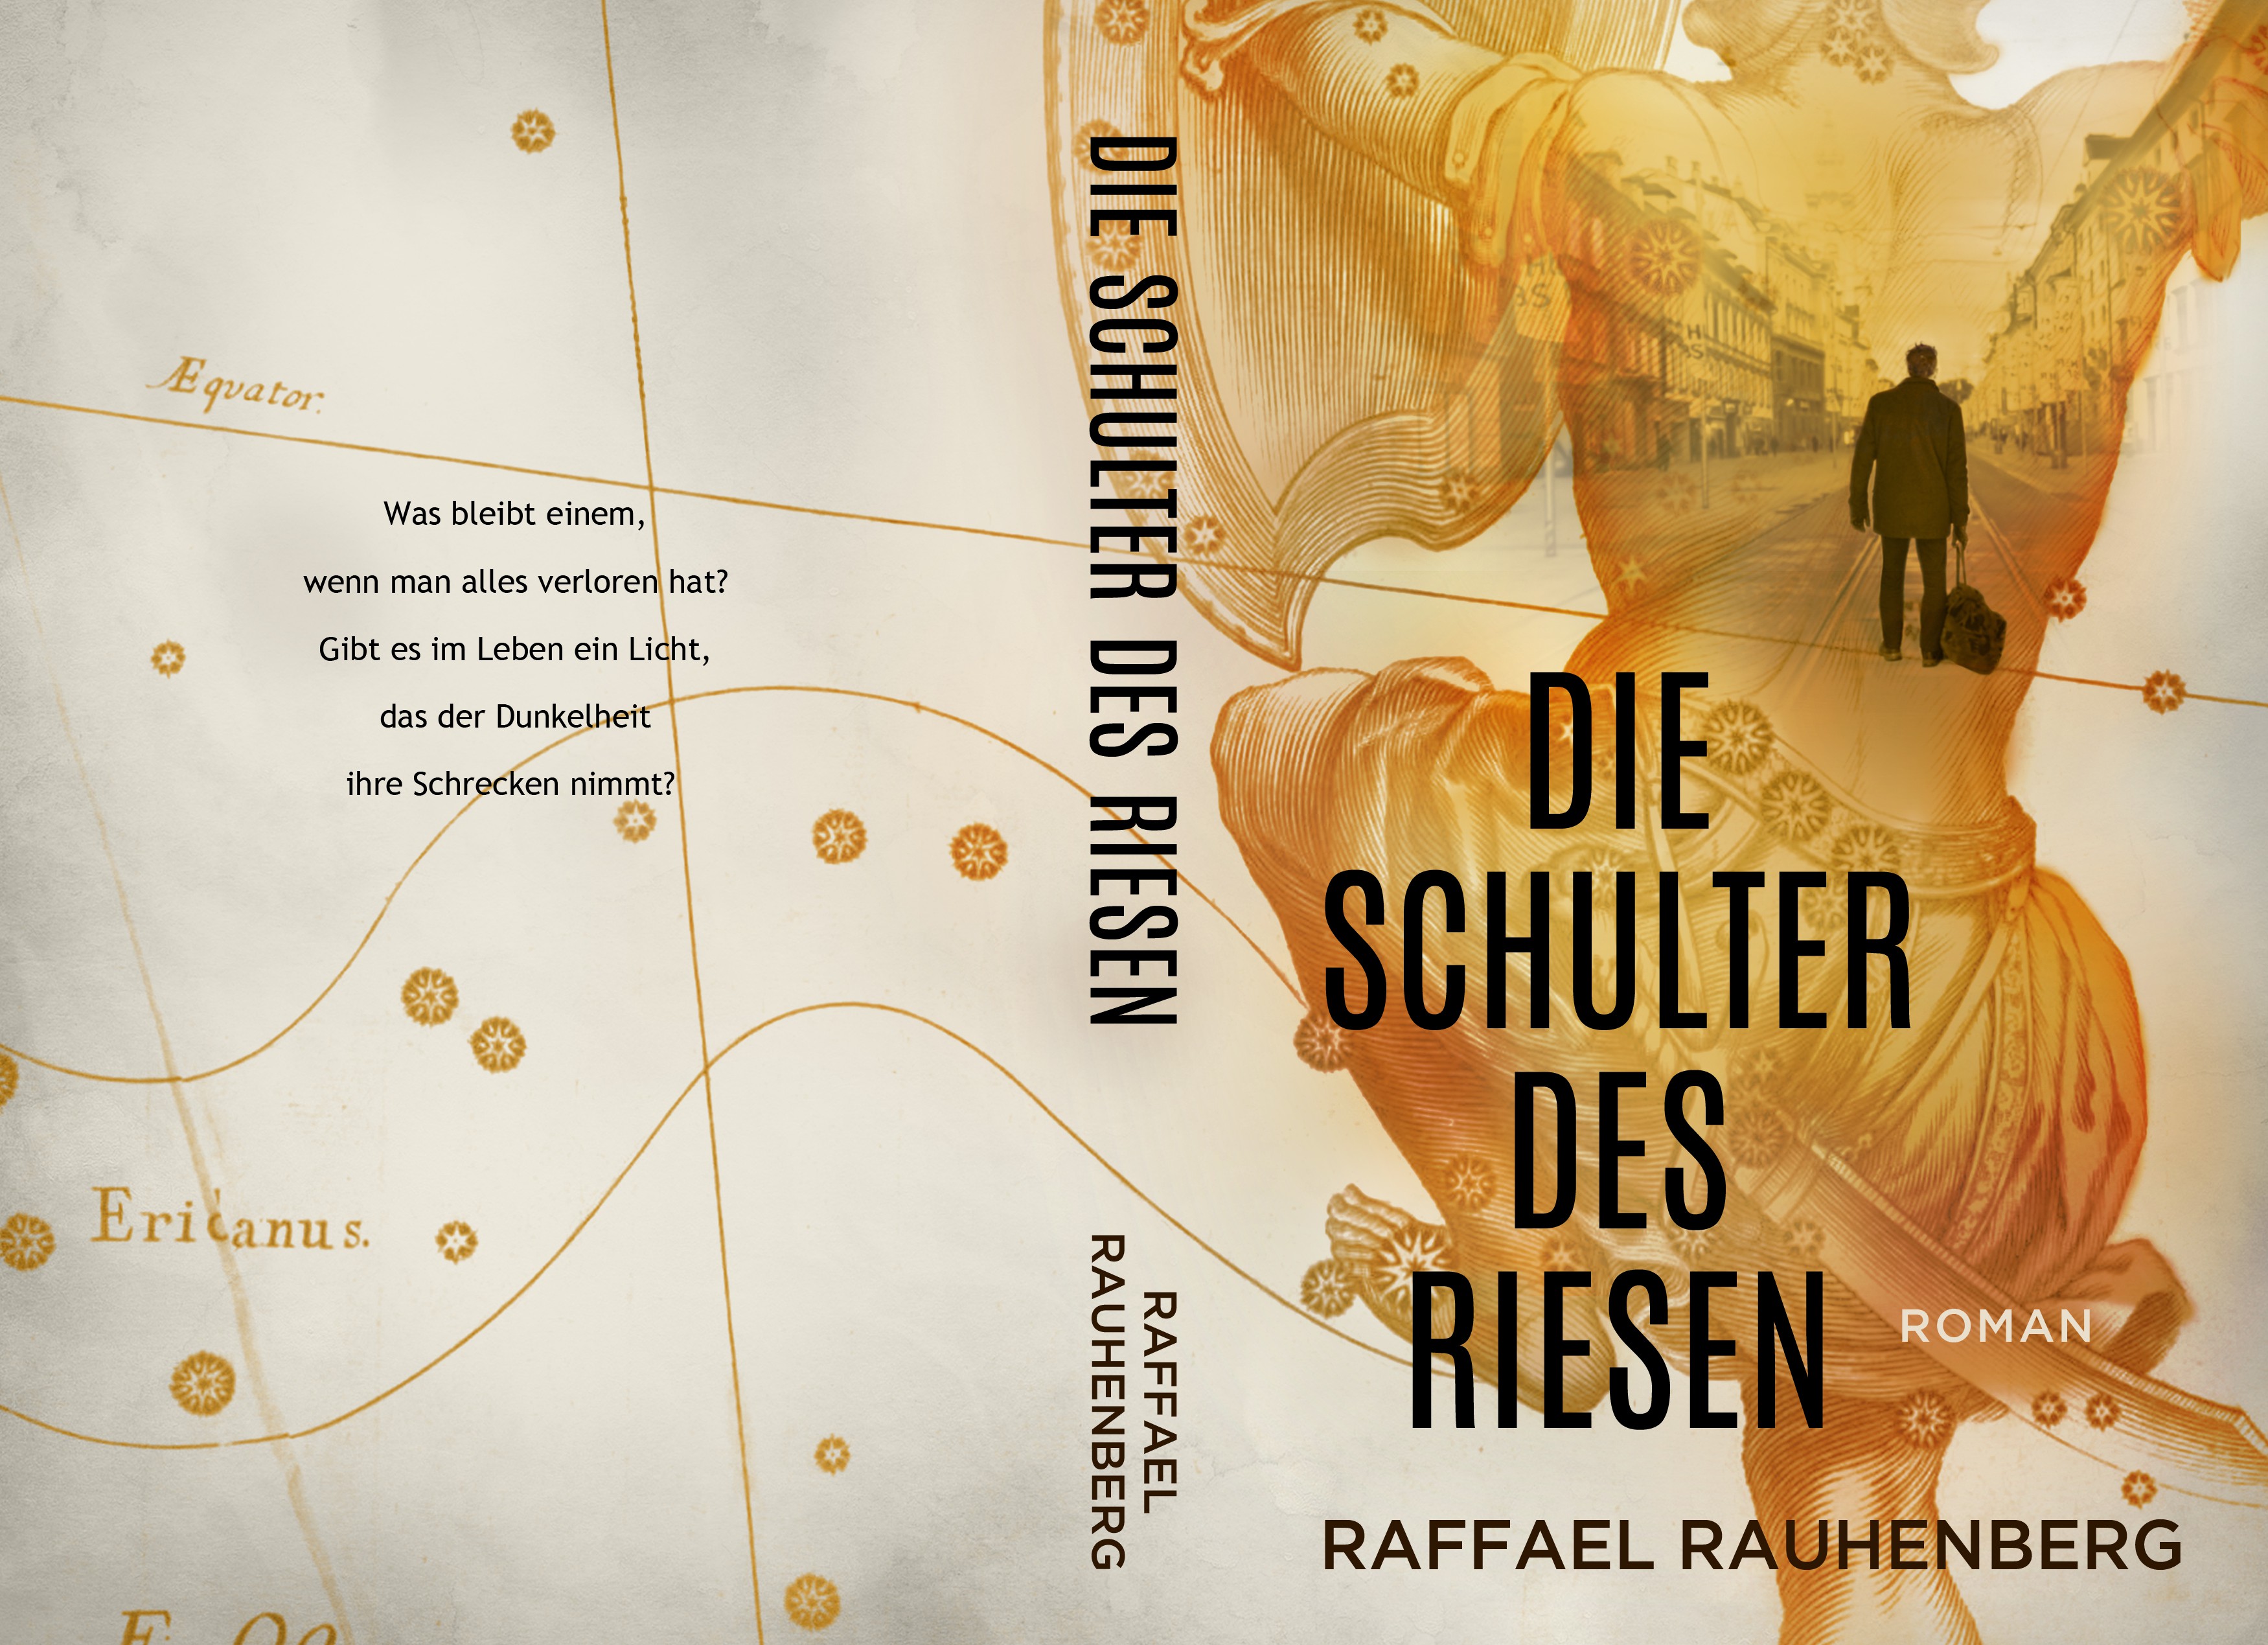 Æquator.
Was bleibt einem,
wenn man alles verloren hat?
Gibt es im Leben ein Licht,
das der Dunkelheit
ihre Schrecken nimmt?
Eridanus.
DIE SCHULTER DES RIESEN
RAFFAEL
RAUHENBERG
DIE
SCHULTER
DES
RIESEN
ROMAN
RAFFAEL RAUHENBERG